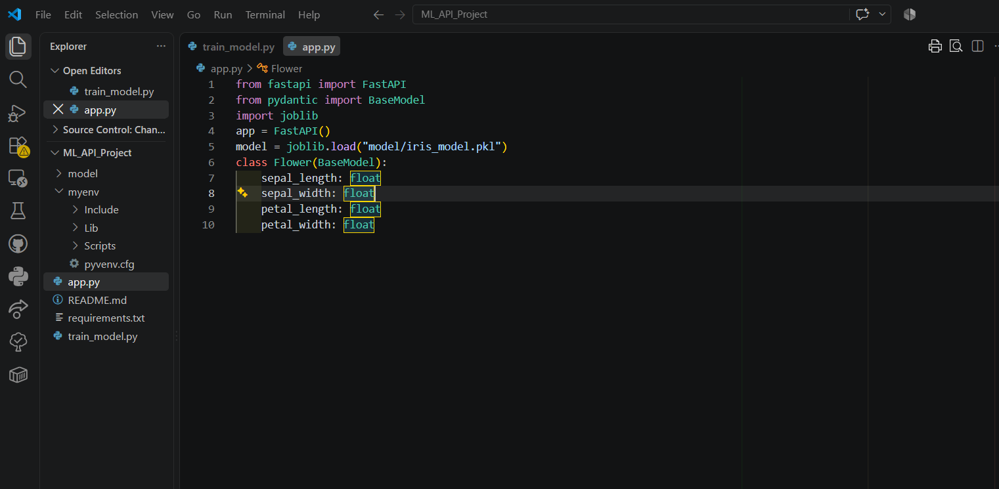 File Edit Selection View Go Run Terminal Help
ML_API_Project
Explorer
Open Editors
train_model.py
app.py
Source Control: Chan...
ML_API_Project
model
myenv
Include
Lib
Scripts
pyvenv.cfg
app.py
README.md
requirements.txt
train_model.py
train_model.py app.py
app.py > Flower
1 from fastapi import FastAPI
2 from pydantic import BaseModel
3 import joblib
4 app = FastAPI()
5 model = joblib.load("model/iris_model.pkl")
6 class Flower(BaseModel):
7 sepal_length: float
8 sepal_width: float
9 petal_length: float
10 petal_width: float